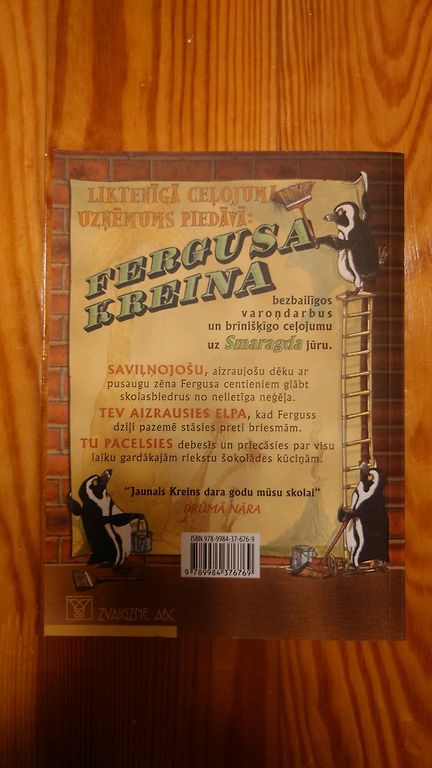 LIKTENĪGĀ CEĻOJUMA
UZŅĒMUMS PIEDĀVĀ:
FERGUSA
KREINA
bezbailīgos
varoņdarbus
un brīnišķīgo ceļojumu
uz Smaragda jūru.
SAVIĻŅOJOŠU, aizraujošu dēku ar
pusaugu zēna Fergusa centieniem glābt
skolasbiedrus no nelietīga neģēļa.
TEV AIZRAUSIES ELPA, kad Ferguss
dziļi pazemē stāsies pretī briesmām.
TU PACELSIES debesīs un priecāsies par visu
laiku gardākajām riekstu šokolādes kūciņām.
"Jaunais Kreins dara godu mūsu skolai"
DRŪMĀ NĀRA
ISBN 978-9984-37-676-9
9 789984 376769
ZVAIGZNE ABC